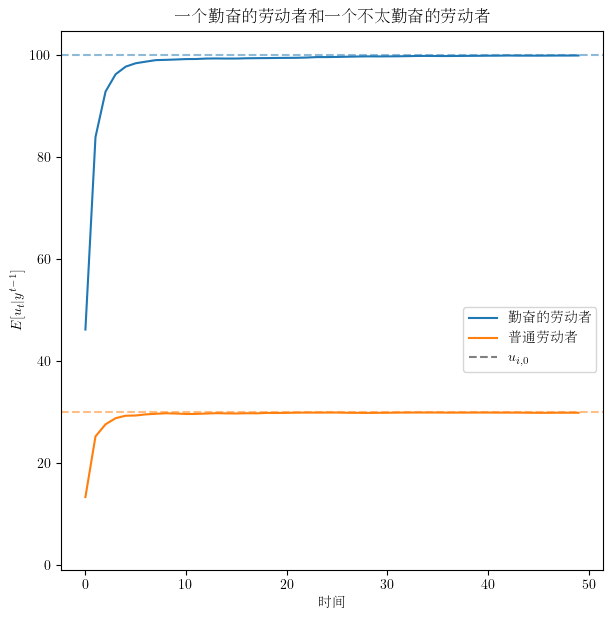 一个勤奋的劳动者和一个不太勤奋的劳动者
100
80
60
40
20
0
E[u_t|y^{t-1}]
勤奋的劳动者
普通劳动者
u_{i,0}
0 10 20 30 40 50
时间